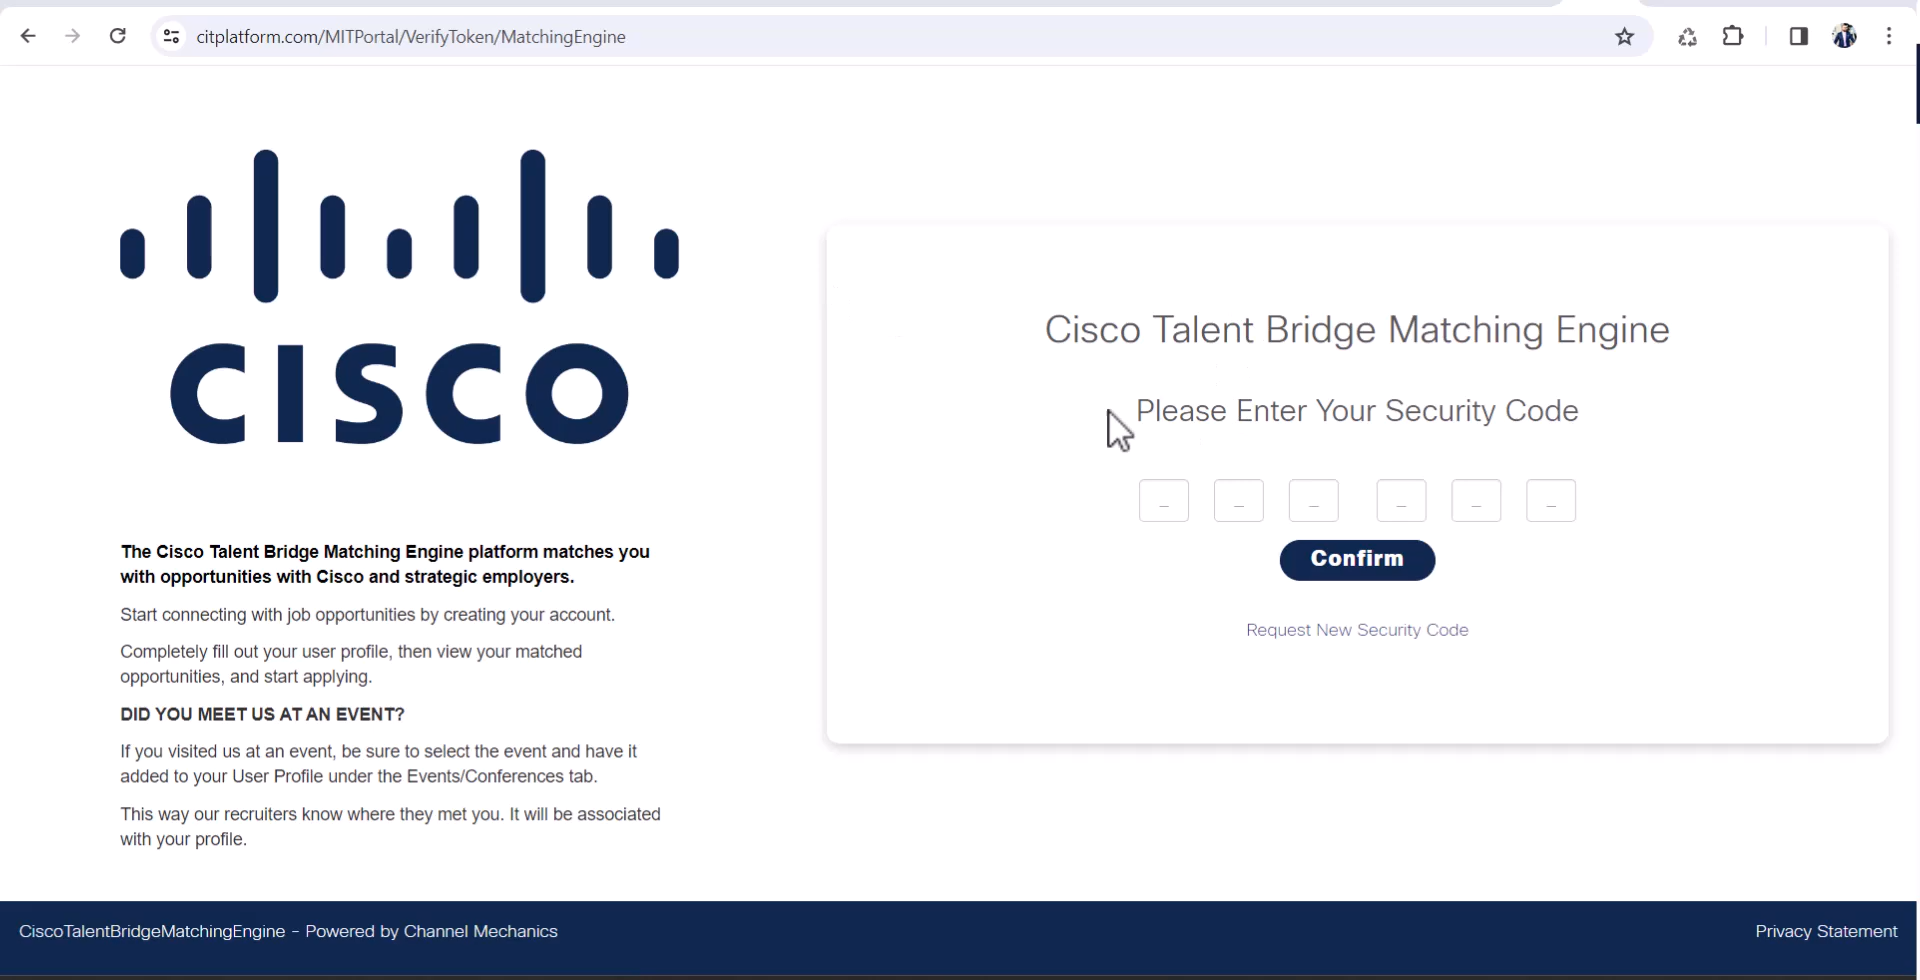 citplatform.com/MITPortal/VerifyToken/MatchingEngine
CISCO
The Cisco Talent Bridge Matching Engine platform matches you
with opportunities with Cisco and strategic employers.
Start connecting with job opportunities by creating your account.
Completely fill out your user profile, then view your matched
opportunities, and start applying.
DID YOU MEET US AT AN EVENT?
If you visited us at an event, be sure to select the event and have it
added to your User Profile under the Events/Conferences tab.
This way our recruiters know where they met you. It will be associated
with your profile.
Cisco Talent Bridge Matching Engine
Please Enter Your Security Code
_ _ _ _ _ _
Confirm
Request New Security Code
CiscoTalentBridgeMatchingEngine - Powered by Channel Mechanics
Privacy Statement